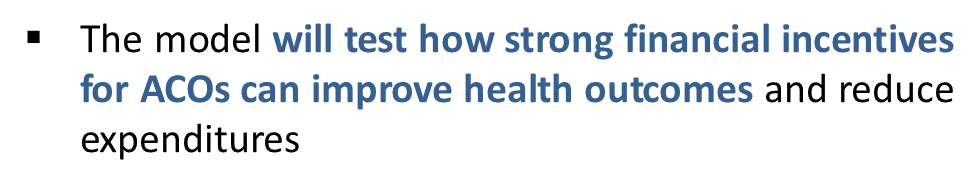 ▪ The model will test how strong financial incentives
for ACOs can improve health outcomes and reduce
expenditures